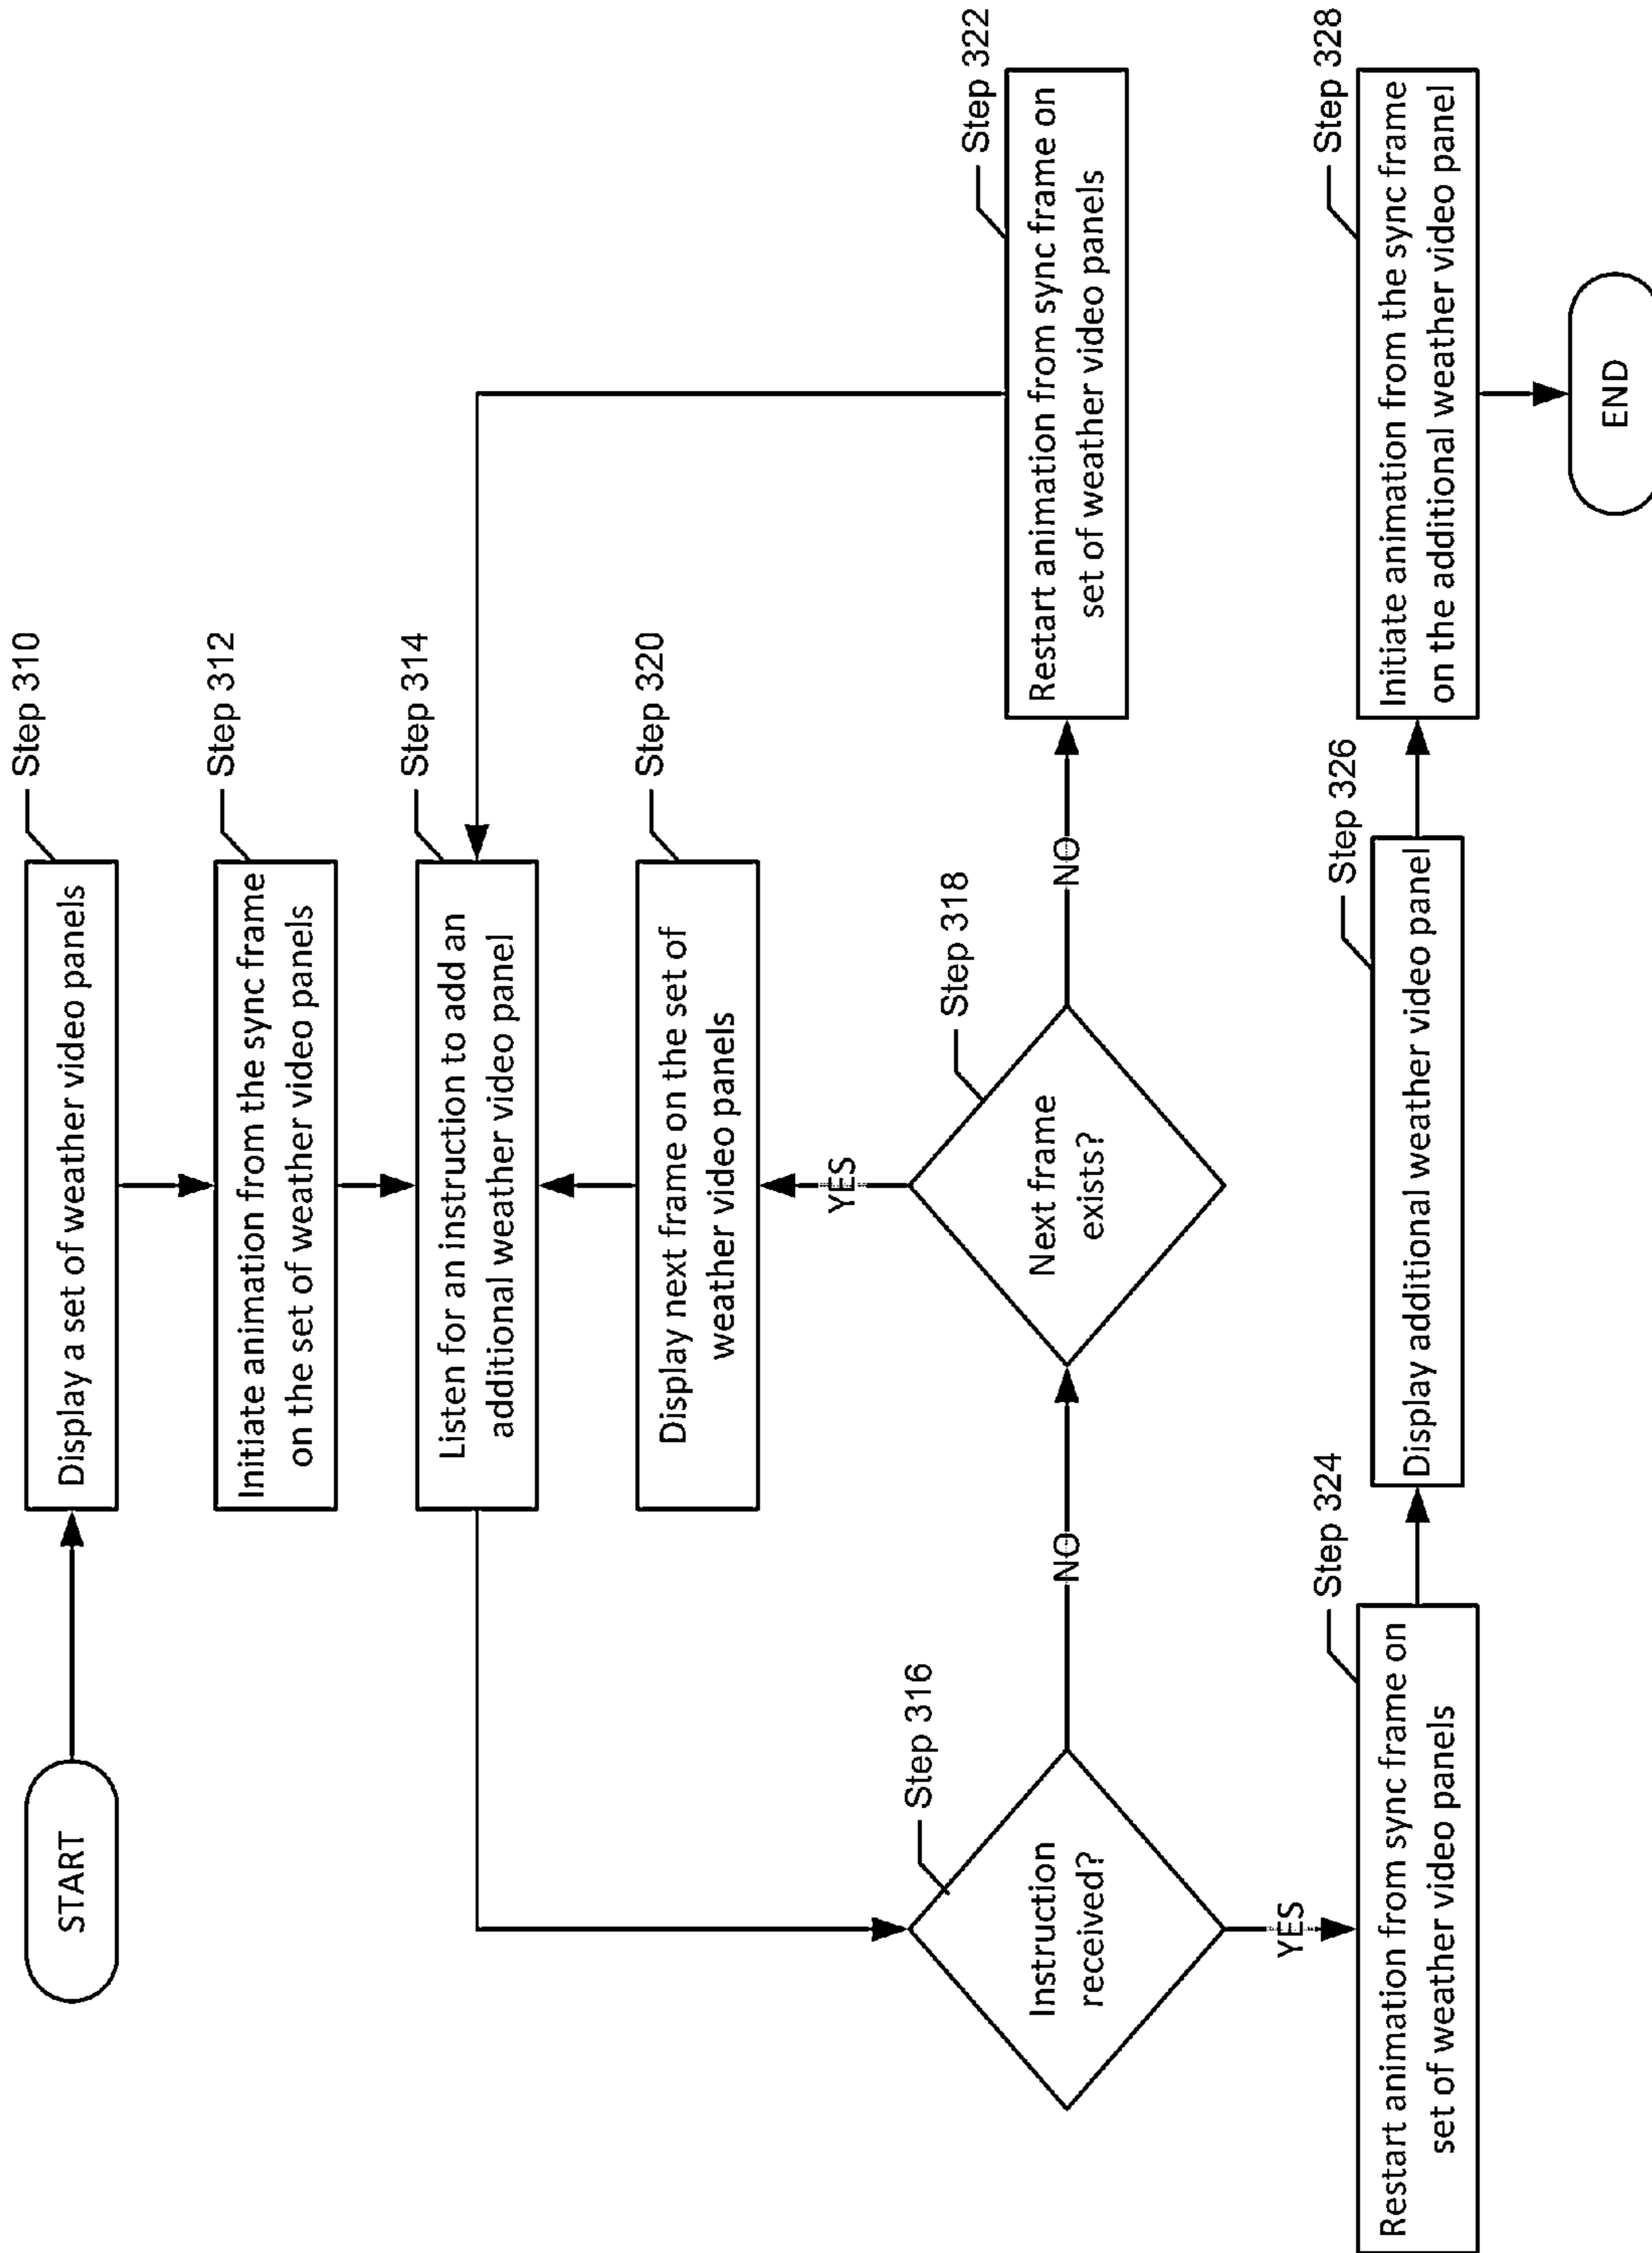 START
Step 310
Display a set of weather video panels
Step 312
Initiate animation from the sync frame
on the set of weather video panels
Step 314
Listen for an instruction to add an
additional weather video panel
Step 320
Display next frame on the set of
weather video panels
YES
Step 316
Instruction
received?
NO
Step 318
Next frame
exists?
NO
Step 322
Restart animation from sync frame on
set of weather video panels
YES
Step 324
Restart animation from sync frame on
set of weather video panels
Step 326
Display additional weather video panel
Step 328
Initiate animation from the sync frame
on the additional weather video panel
END